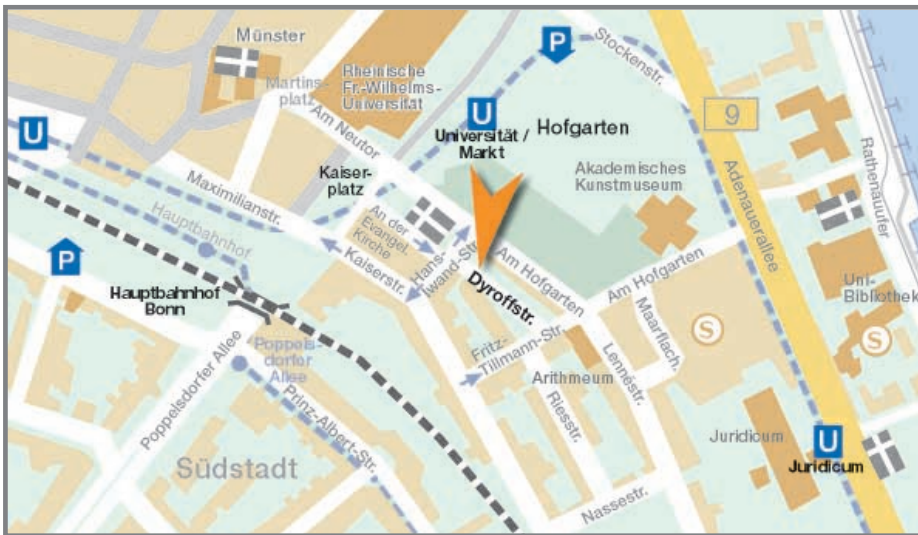 Münster
P
Stockenstr.
Martins-
platz
Rheinische
Fr.-Wilhelms-
Universität
9
U
U
Universität /
Markt
Hofgarten
Am Neutor
Kaiser-
platz
Akademisches
Kunstmuseum
Rathenauufer
Adenauerallee
Maximilianstr.
Hauptbahnhof
An der
Evangel.
Kirche
Hans-
Iwand-Str.
Kaiserstr.
Am Hofgarten
Am Hofgarten
P
Dyroffstr.
Uni-
Bibliothek
Hauptbahnhof
Bonn
Maarflach.
S
S
Fritz-
Tillmann-Str.
Lennéstr.
Poppels-
dorfer
Allee
Arithmeum
Poppelsdorfer Allee
Prinz-Albert-Str.
Riesstr.
Juridicum
U
Juridicum
Südstadt
Nassestr.